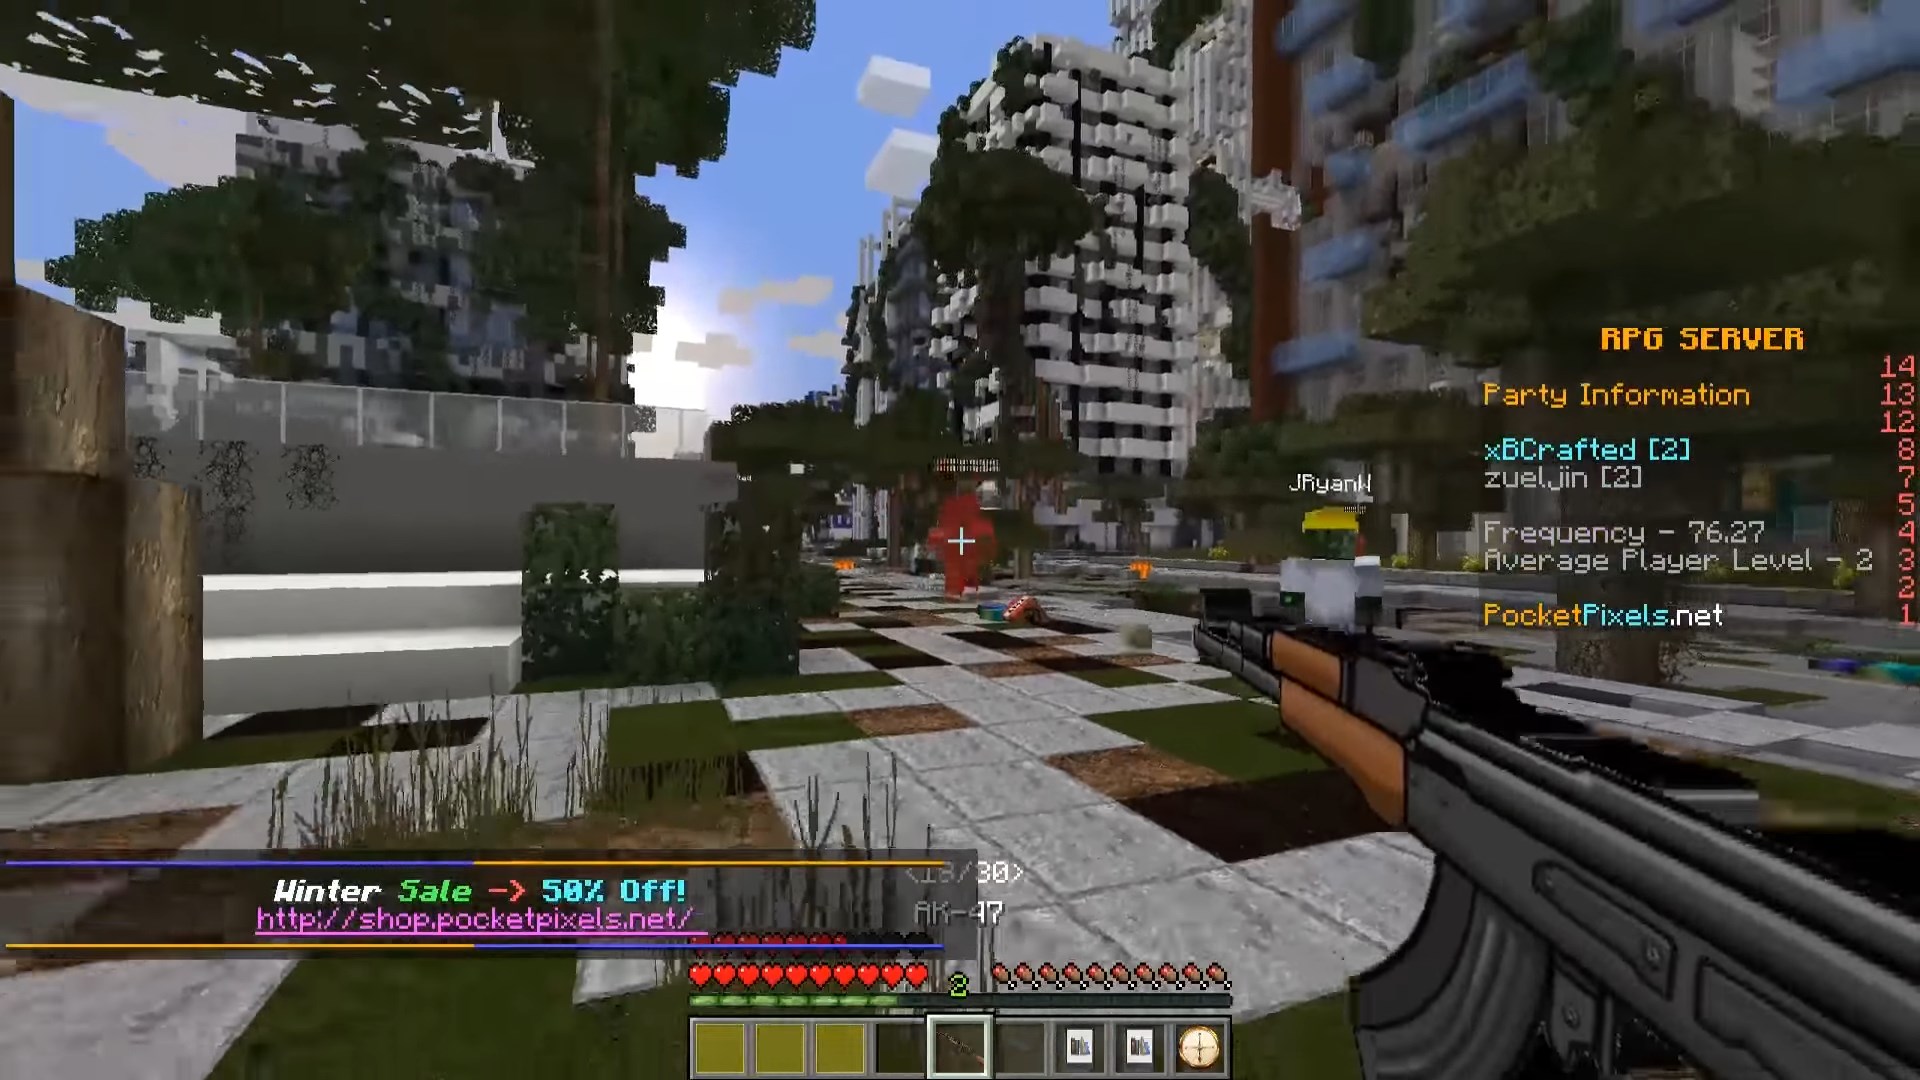 RPG SERVER
14
Party Information
13
12
xBCrafted [2]
8
zueljin [2]
7
5
JRyanW
Frequency - 76.27
4
Average Player Level - 2
3
2
PocketPixels.net
1
/30>
Winter Sale -> 50% Off!
AK-47
http://shop.pocketpixels.net/
2